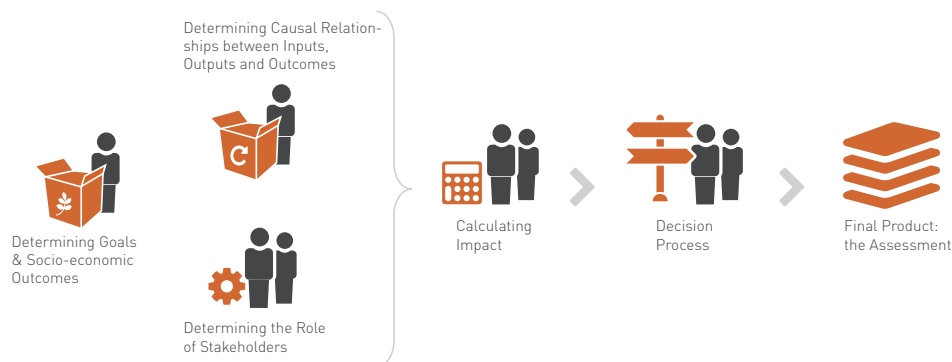 Determining Goals
& Socio-economic
Outcomes
Determining Causal Relation-
ships between Inputs,
Outputs and Outcomes
Determining the Role
of Stakeholders
Calculating
Impact
Decision
Process
Final Product:
the Assessment